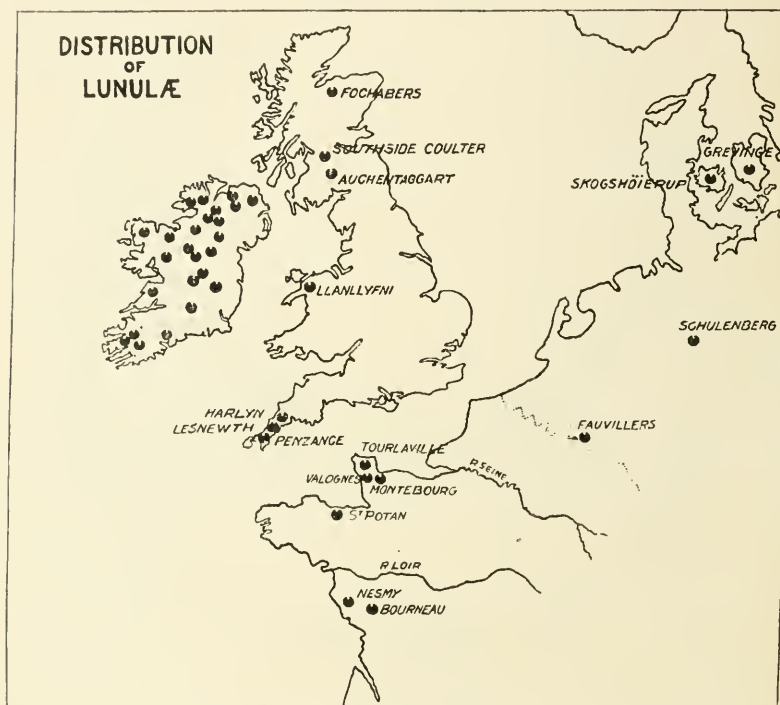 DISTRIBUTION
OF
LUNULÆ
FOCHABERS
SOUTHSIDE COULTER
AUCHENTAGGART
GREVINGE
SKOGSHÖIERUP
LLANLLYFNI
SCHULENBERG
HARLYN
LESNEWTH
PENZANCE
FAUVILLERS
TOURLAVILLE
R SEINE
VALOGNES
MONTEBOURG
ST POTAN
R LOIR
NESMY
BOURNEAU